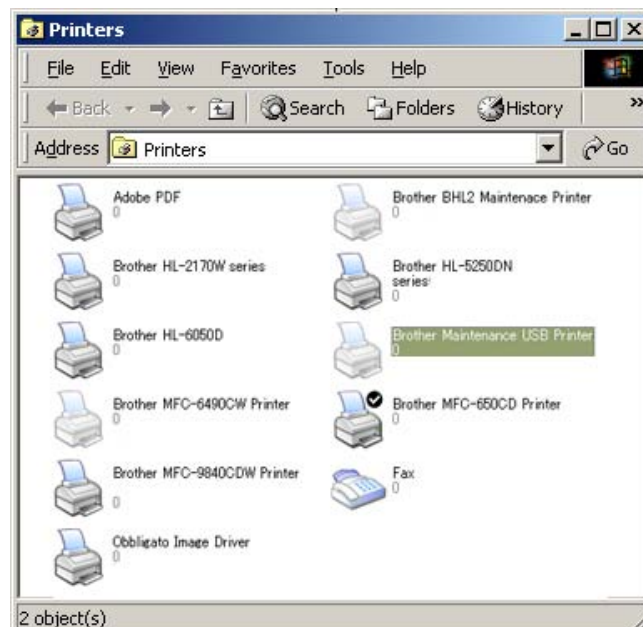 Printers
File Edit View Favorites Tools Help
Back Search Folders History »
Address Printers Go
Adobe PDF
0
Brother BHL2 Maintenace Printer
0
Brother HL-2170W series
0
Brother HL-5250DN
series
0
Brother HL-6050D
0
Brother Maintenance USB Printer
0
Brother MFC-6490CW Printer
0
Brother MFC-650CD Printer
0
Brother MFC-9840CDW Printer
0
Fax
0
Obbligato Image Driver
0
2 object(s)